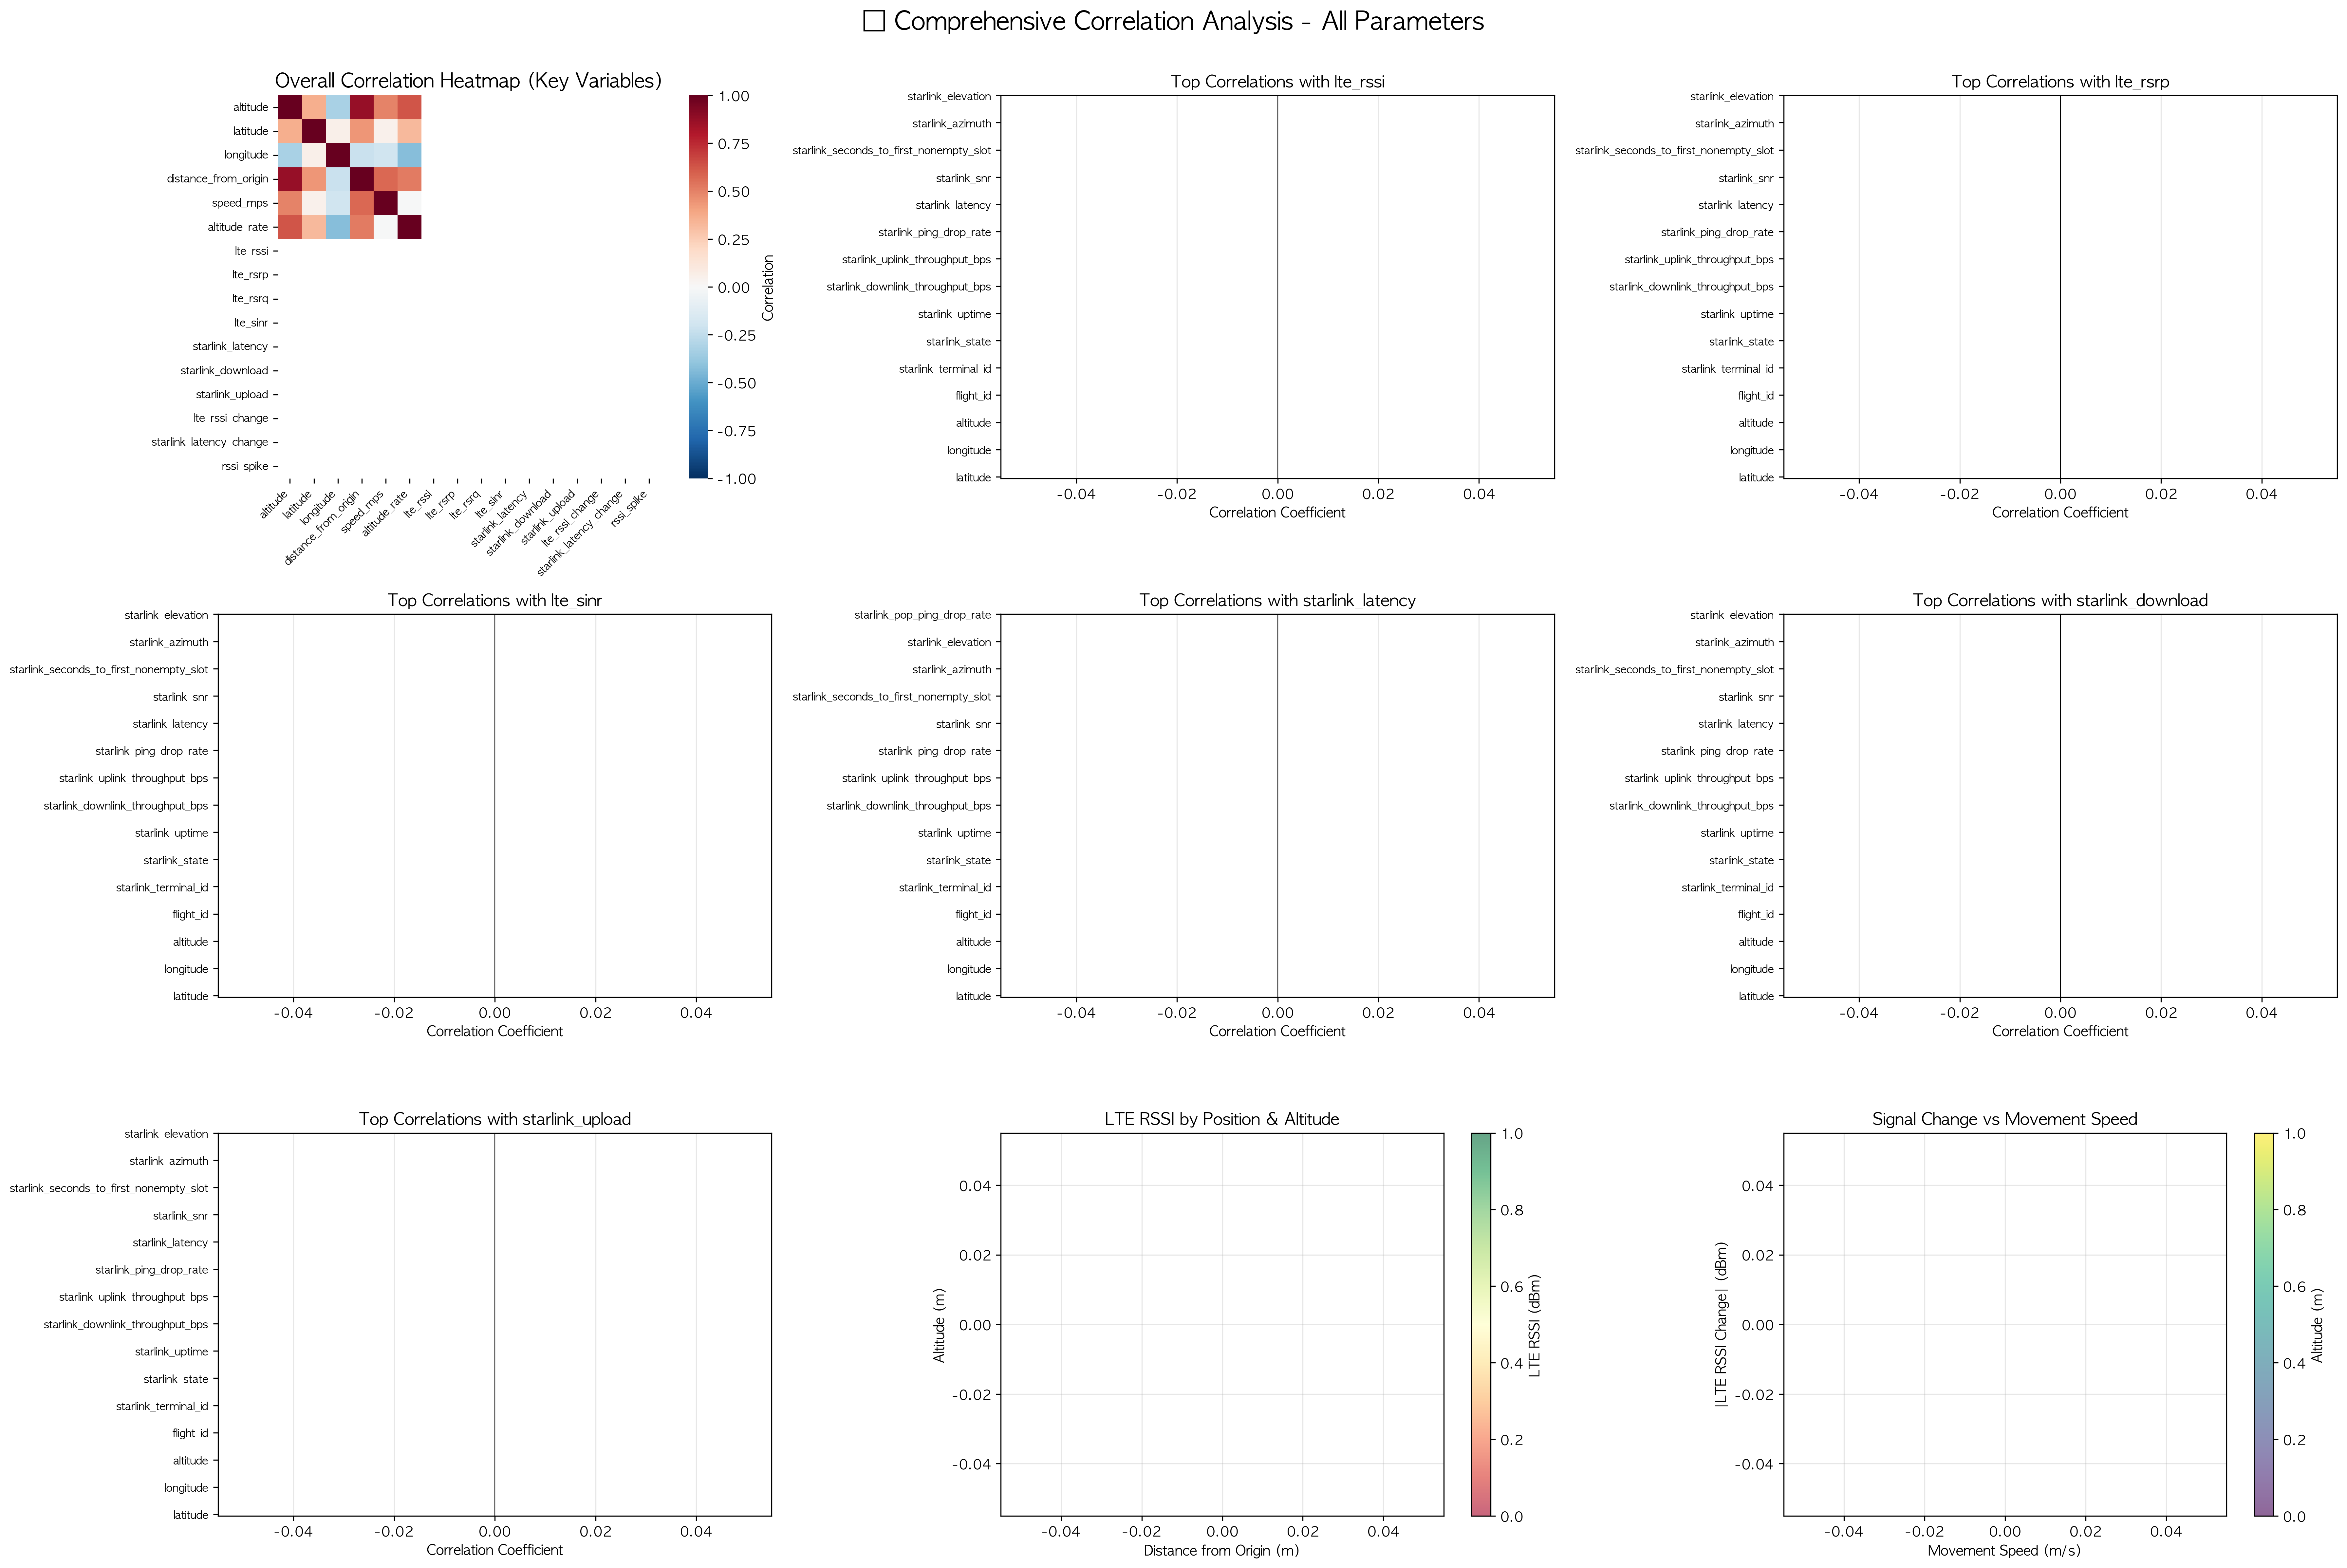 Comprehensive Correlation Analysis - All Parameters
Overall Correlation Heatmap (Key Variables)
altitude
latitude
longitude
distance_from_origin
speed_mps
altitude_rate
lte_rssi
lte_rsrp
lte_rsrq
lte_sinr
starlink_latency
starlink_download
starlink_upload
lte_rssi_change
starlink_latency_change
rssi_spike
altitude
latitude
longitude
distance_from_origin
speed_mps
altitude_rate
lte_rssi
lte_rsrp
lte_rsrq
lte_sinr
starlink_latency
starlink_download
starlink_upload
lte_rssi_change
starlink_latency_change
rssi_spike
1.00
0.75
0.50
0.25
0.00
-0.25
-0.50
-0.75
-1.00
Correlation
Top Correlations with lte_rssi
starlink_elevation
starlink_azimuth
starlink_seconds_to_first_nonempty_slot
starlink_snr
starlink_latency
starlink_ping_drop_rate
starlink_uplink_throughput_bps
starlink_downlink_throughput_bps
starlink_uptime
starlink_state
starlink_terminal_id
flight_id
altitude
longitude
latitude
-0.04 -0.02 0.00 0.02 0.04
Correlation Coefficient
Top Correlations with lte_rsrp
starlink_elevation
starlink_azimuth
starlink_seconds_to_first_nonempty_slot
starlink_snr
starlink_latency
starlink_ping_drop_rate
starlink_uplink_throughput_bps
starlink_downlink_throughput_bps
starlink_uptime
starlink_state
starlink_terminal_id
flight_id
altitude
longitude
latitude
-0.04 -0.02 0.00 0.02 0.04
Correlation Coefficient
Top Correlations with lte_sinr
starlink_elevation
starlink_azimuth
starlink_seconds_to_first_nonempty_slot
starlink_snr
starlink_latency
starlink_ping_drop_rate
starlink_uplink_throughput_bps
starlink_downlink_throughput_bps
starlink_uptime
starlink_state
starlink_terminal_id
flight_id
altitude
longitude
latitude
-0.04 -0.02 0.00 0.02 0.04
Correlation Coefficient
Top Correlations with starlink_latency
starlink_pop_ping_drop_rate
starlink_elevation
starlink_azimuth
starlink_seconds_to_first_nonempty_slot
starlink_snr
starlink_ping_drop_rate
starlink_uplink_throughput_bps
starlink_downlink_throughput_bps
starlink_uptime
starlink_state
starlink_terminal_id
flight_id
altitude
longitude
latitude
-0.04 -0.02 0.00 0.02 0.04
Correlation Coefficient
Top Correlations with starlink_download
starlink_elevation
starlink_azimuth
starlink_seconds_to_first_nonempty_slot
starlink_snr
starlink_latency
starlink_ping_drop_rate
starlink_uplink_throughput_bps
starlink_downlink_throughput_bps
starlink_uptime
starlink_state
starlink_terminal_id
flight_id
altitude
longitude
latitude
-0.04 -0.02 0.00 0.02 0.04
Correlation Coefficient
Top Correlations with starlink_upload
starlink_elevation
starlink_azimuth
starlink_seconds_to_first_nonempty_slot
starlink_snr
starlink_latency
starlink_ping_drop_rate
starlink_uplink_throughput_bps
starlink_downlink_throughput_bps
starlink_uptime
starlink_state
starlink_terminal_id
flight_id
altitude
longitude
latitude
-0.04 -0.02 0.00 0.02 0.04
Correlation Coefficient
LTE RSSI by Position & Altitude
Altitude (m)
0.04
0.02
0.00
-0.02
-0.04
-0.04 -0.02 0.00 0.02 0.04
Distance from Origin (m)
1.0
0.8
0.6
0.4
0.2
0.0
LTE RSSI (dBm)
Signal Change vs Movement Speed
|LTE RSSI Change| (dBm)
0.04
0.02
0.00
-0.02
-0.04
-0.04 -0.02 0.00 0.02 0.04
Movement Speed (m/s)
1.0
0.8
0.6
0.4
0.2
0.0
Altitude (m)